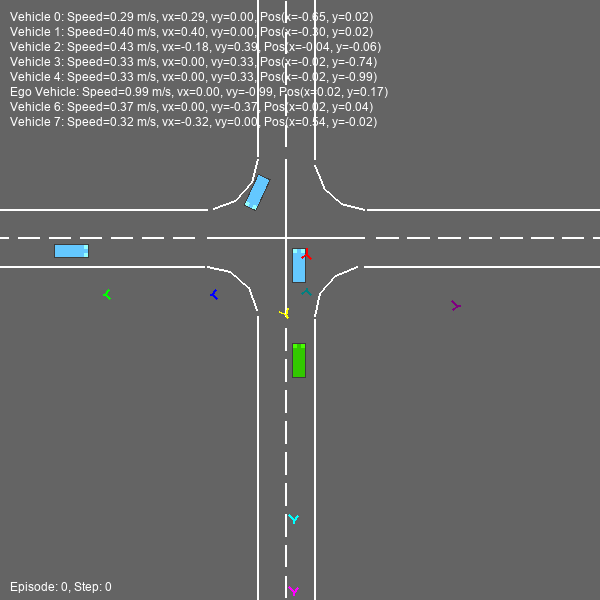 Vehicle 0: Speed=0.29 m/s, vx=0.29, vy=0.00, Pos(x=-0.65, y=0.02)
Vehicle 1: Speed=0.40 m/s, vx=0.40, vy=0.00, Pos(x=-0.30, y=0.02)
Vehicle 2: Speed=0.43 m/s, vx=-0.18, vy=0.39, Pos(x=-0.04, y=-0.06)
Vehicle 3: Speed=0.33 m/s, vx=0.00, vy=0.33, Pos(x=-0.02, y=-0.74)
Vehicle 4: Speed=0.33 m/s, vx=0.00, vy=0.33, Pos(x=-0.02, y=-0.99)
Ego Vehicle: Speed=0.99 m/s, vx=0.00, vy=-0.99, Pos(x=0.02, y=0.17)
Vehicle 6: Speed=0.37 m/s, vx=0.00, vy=-0.37, Pos(x=0.02, y=0.04)
Vehicle 7: Speed=0.32 m/s, vx=-0.32, vy=0.00, Pos(x=0.54, y=-0.02)
Episode: 0, Step: 0